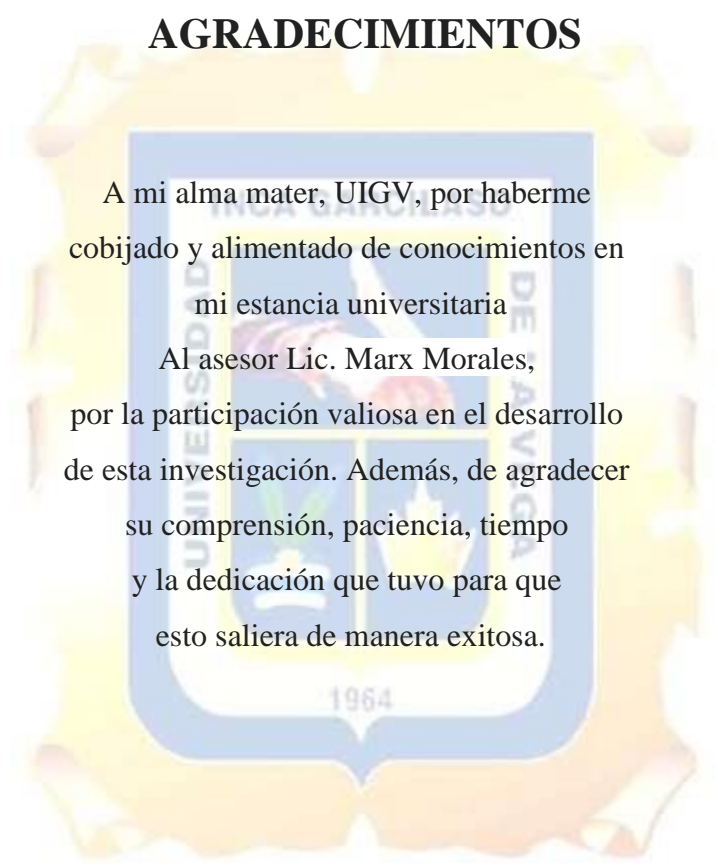 AGRADECIMIENTOS
A mi alma mater, UIGV, por haberme
cobijado y alimentado de conocimientos en
mi estancia universitaria
Al asesor Lic. Marx Morales,
por la participación valiosa en el desarrollo
de esta investigación. Además, de agradecer
su comprensión, paciencia, tiempo
y la dedicación que tuvo para que
esto saliera de manera exitosa.
UNIVERSIDAD
INCA GARCILASO
DE LA VEGA
1964